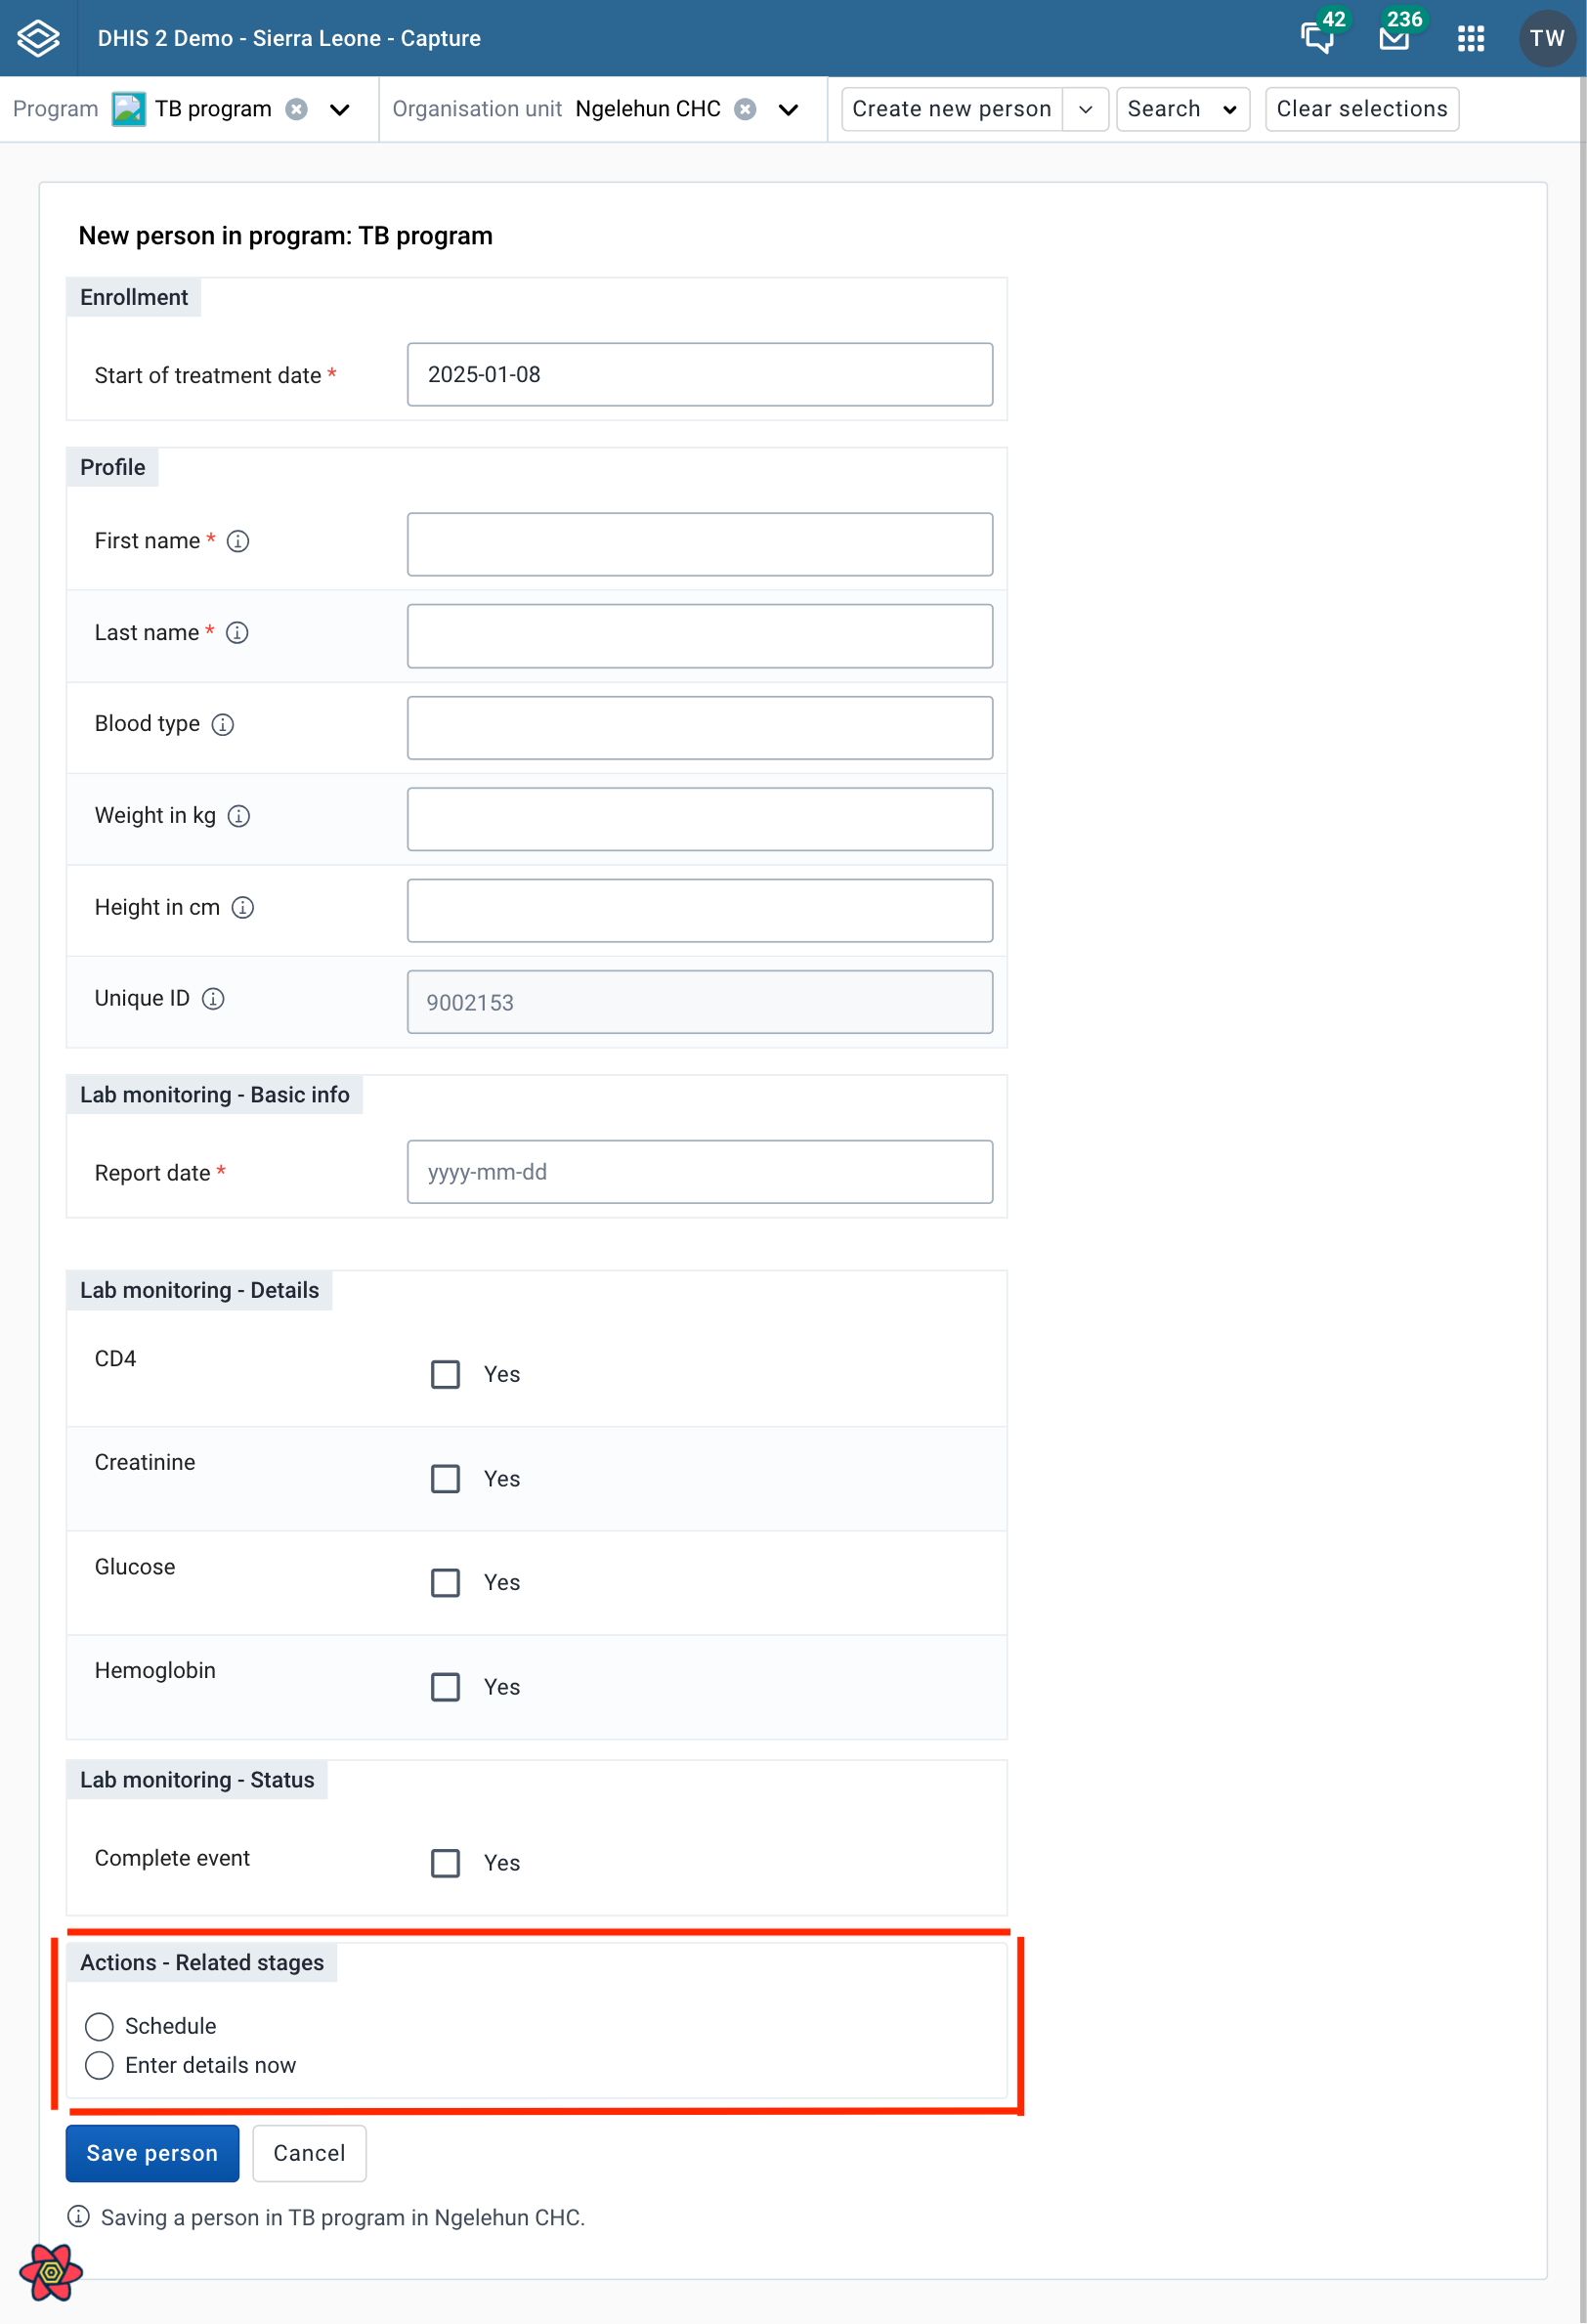 DHIS 2 Demo - Sierra Leone - Capture
42
236
TW
Program TB program
Organisation unit Ngelehun CHC
Create new person
Search
Clear selections
New person in program: TB program
Enrollment
Start of treatment date *
2025-01-08
Profile
First name *
Last name *
Blood type
Weight in kg
Height in cm
Unique ID
9002153
Lab monitoring - Basic info
Report date *
yyyy-mm-dd
Lab monitoring - Details
CD4
Yes
Creatinine
Yes
Glucose
Yes
Hemoglobin
Yes
Lab monitoring - Status
Complete event
Yes
Actions - Related stages
Schedule
Enter details now
Save person
Cancel
Saving a person in TB program in Ngelehun CHC.